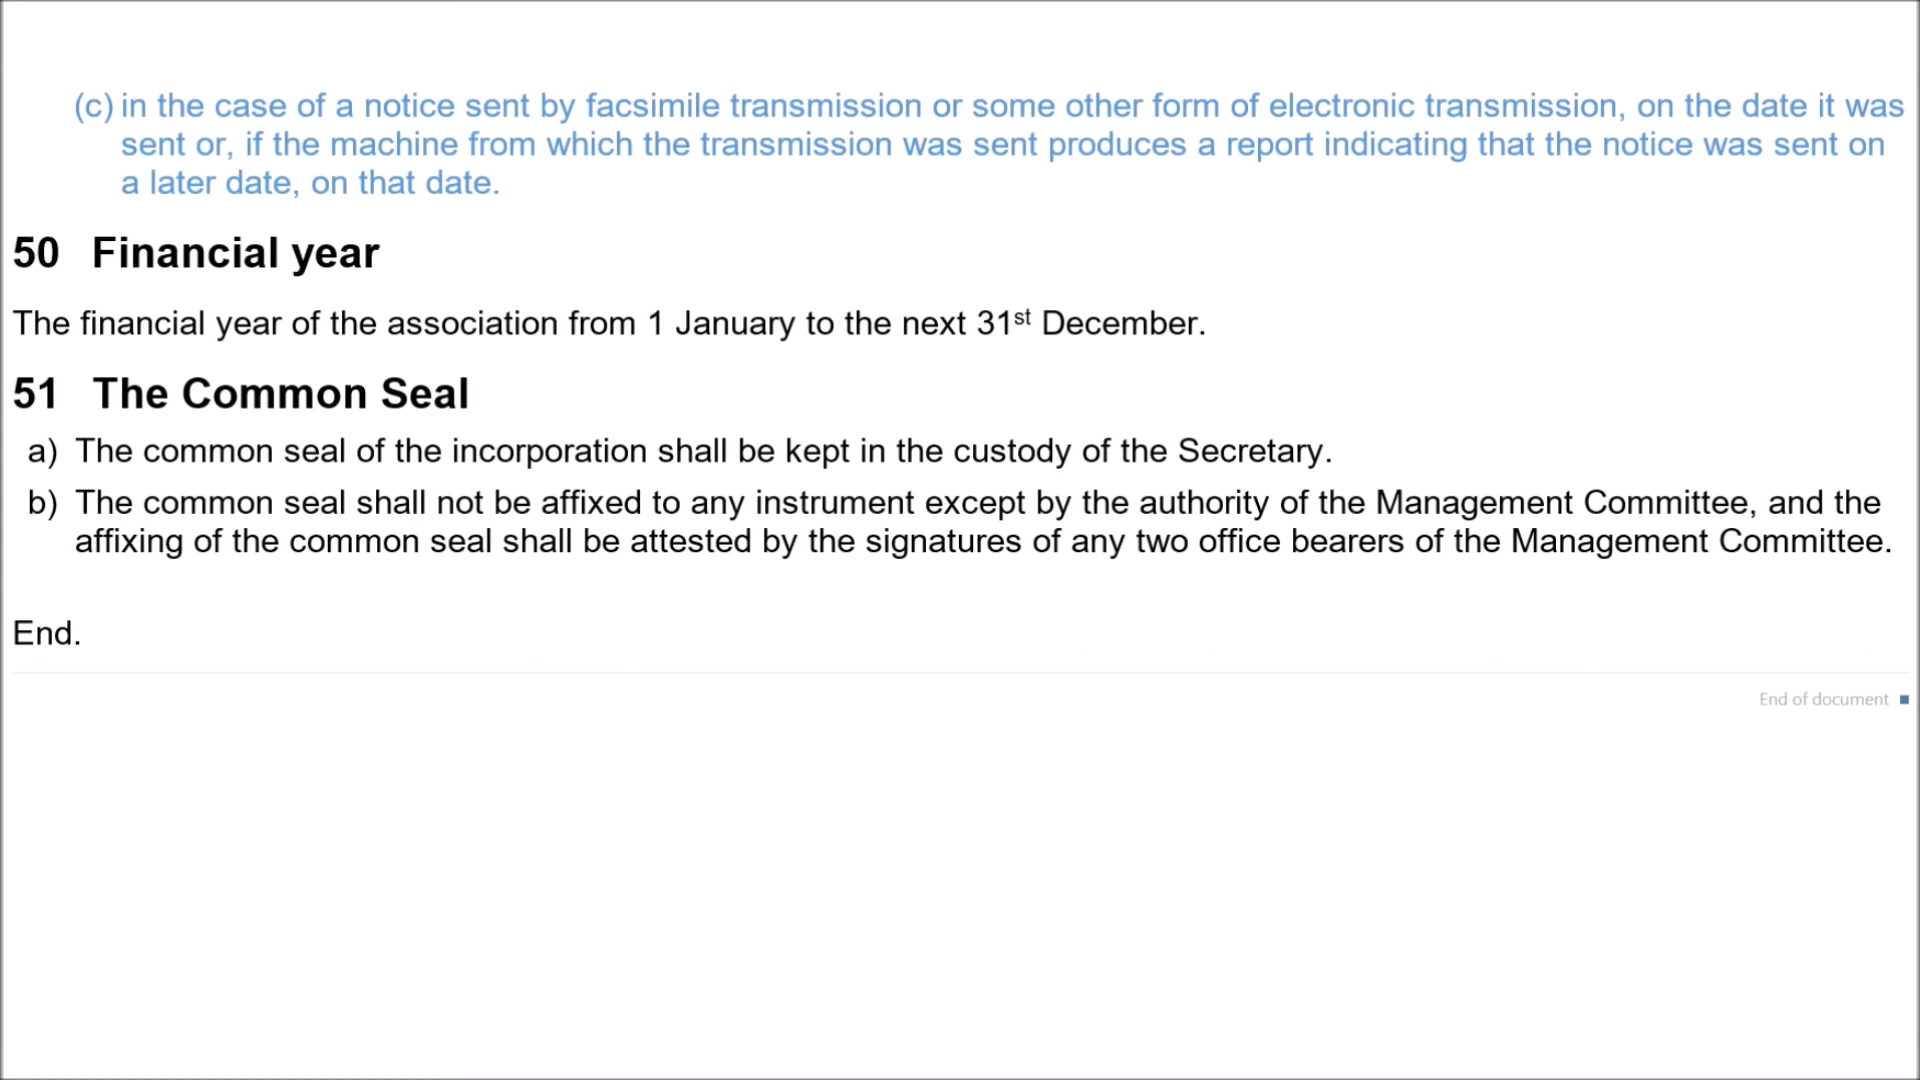 (c) in the case of a notice sent by facsimile transmission or some other form of electronic transmission, on the date it was
sent or, if the machine from which the transmission was sent produces a report indicating that the notice was sent on
a later date, on that date.
50 Financial year
The financial year of the association from 1 January to the next 31st December.
51 The Common Seal
a) The common seal of the incorporation shall be kept in the custody of the Secretary.
b) The common seal shall not be affixed to any instrument except by the authority of the Management Committee, and the
affixing of the common seal shall be attested by the signatures of any two office bearers of the Management Committee.
End.
End of document